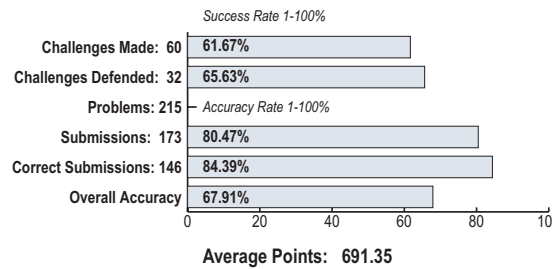 Success Rate 1-100%
Challenges Made: 60 61.67%
Challenges Defended: 32 65.63%
Problems: 215 Accuracy Rate 1-100%
Submissions: 173 80.47%
Correct Submissions: 146 84.39%
Overall Accuracy 67.91%
0 20 40 60 80 10
Average Points: 691.35